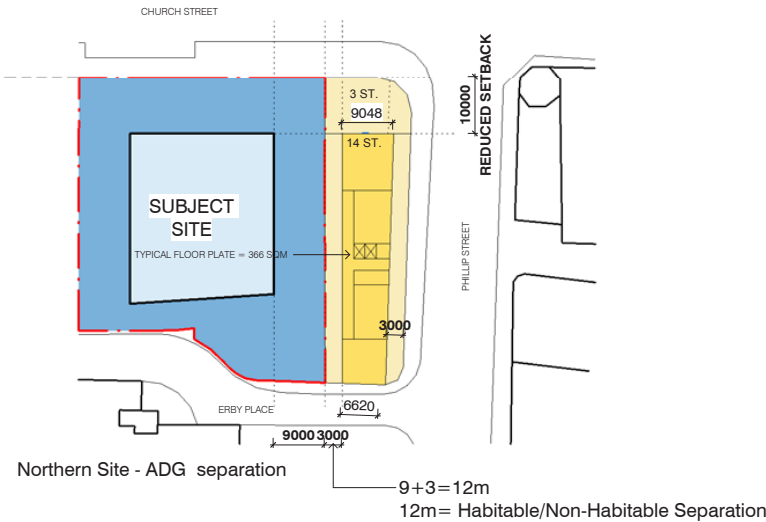 CHURCH STREET
3 ST.
9048
14 ST.
10000
REDUCED SETBACK
SUBJECT
SITE
TYPICAL FLOOR PLATE = 366 SQM
PHILLIP STREET
3000
ERBY PLACE
6620
9000 3000
Northern Site - ADG separation
9+3=12m
12m= Habitable/Non-Habitable Separation